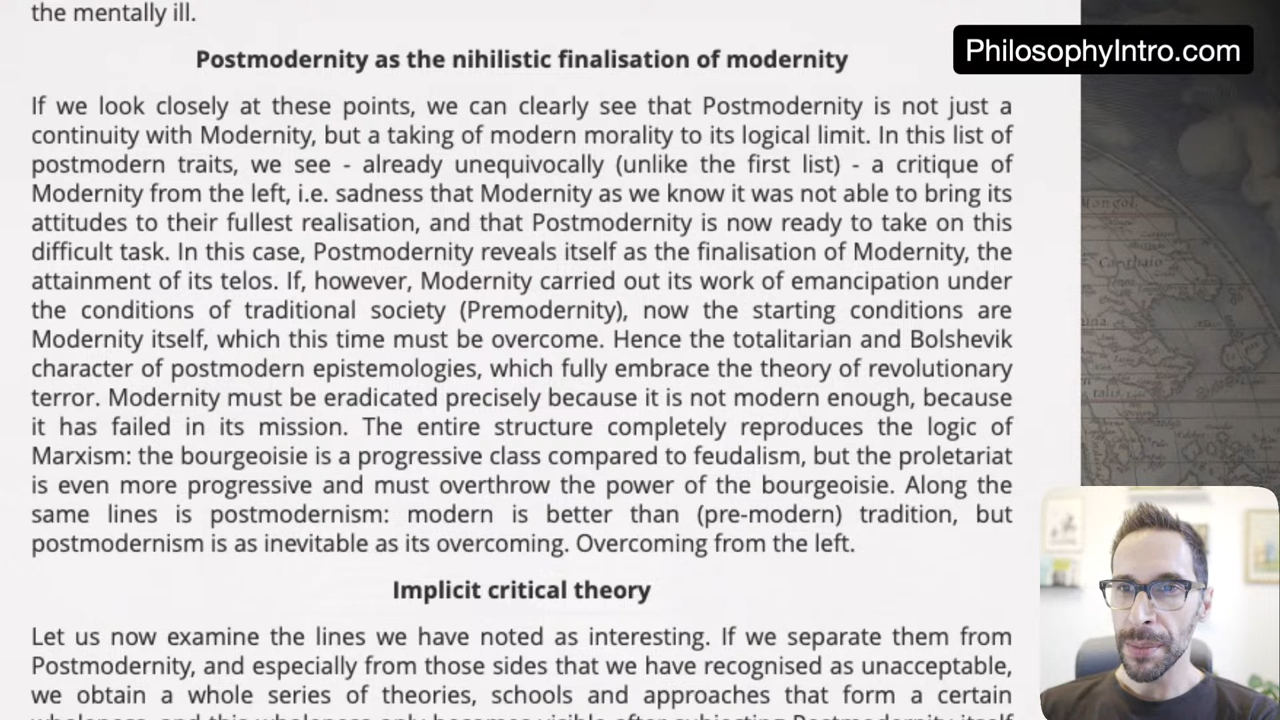 the mentally ill.
PhilosophyIntro.com
Postmodernity as the nihilistic finalisation of modernity
If we look closely at these points, we can clearly see that Postmodernity is not just a
continuity with Modernity, but a taking of modern morality to its logical limit. In this list of
postmodern traits, we see - already unequivocally (unlike the first list) - a critique of
Modernity from the left, i.e. sadness that Modernity as we know it was not able to bring its
attitudes to their fullest realisation, and that Postmodernity is now ready to take on this
difficult task. In this case, Postmodernity reveals itself as the finalisation of Modernity, the
attainment of its telos. If, however, Modernity carried out its work of emancipation under
the conditions of traditional society (Premodernity), now the starting conditions are
Modernity itself, which this time must be overcome. Hence the totalitarian and Bolshevik
character of postmodern epistemologies, which fully embrace the theory of revolutionary
terror. Modernity must be eradicated precisely because it is not modern enough, because
it has failed in its mission. The entire structure completely reproduces the logic of
Marxism: the bourgeoisie is a progressive class compared to feudalism, but the proletariat
is even more progressive and must overthrow the power of the bourgeoisie. Along the
same lines is postmodernism: modern is better than (pre-modern) tradition, but
postmodernism is as inevitable as its overcoming. Overcoming from the left.
Implicit critical theory
Let us now examine the lines we have noted as interesting. If we separate them from
Postmodernity, and especially from those sides that we have recognised as unacceptable,
we obtain a whole series of theories, schools and approaches that form a certain